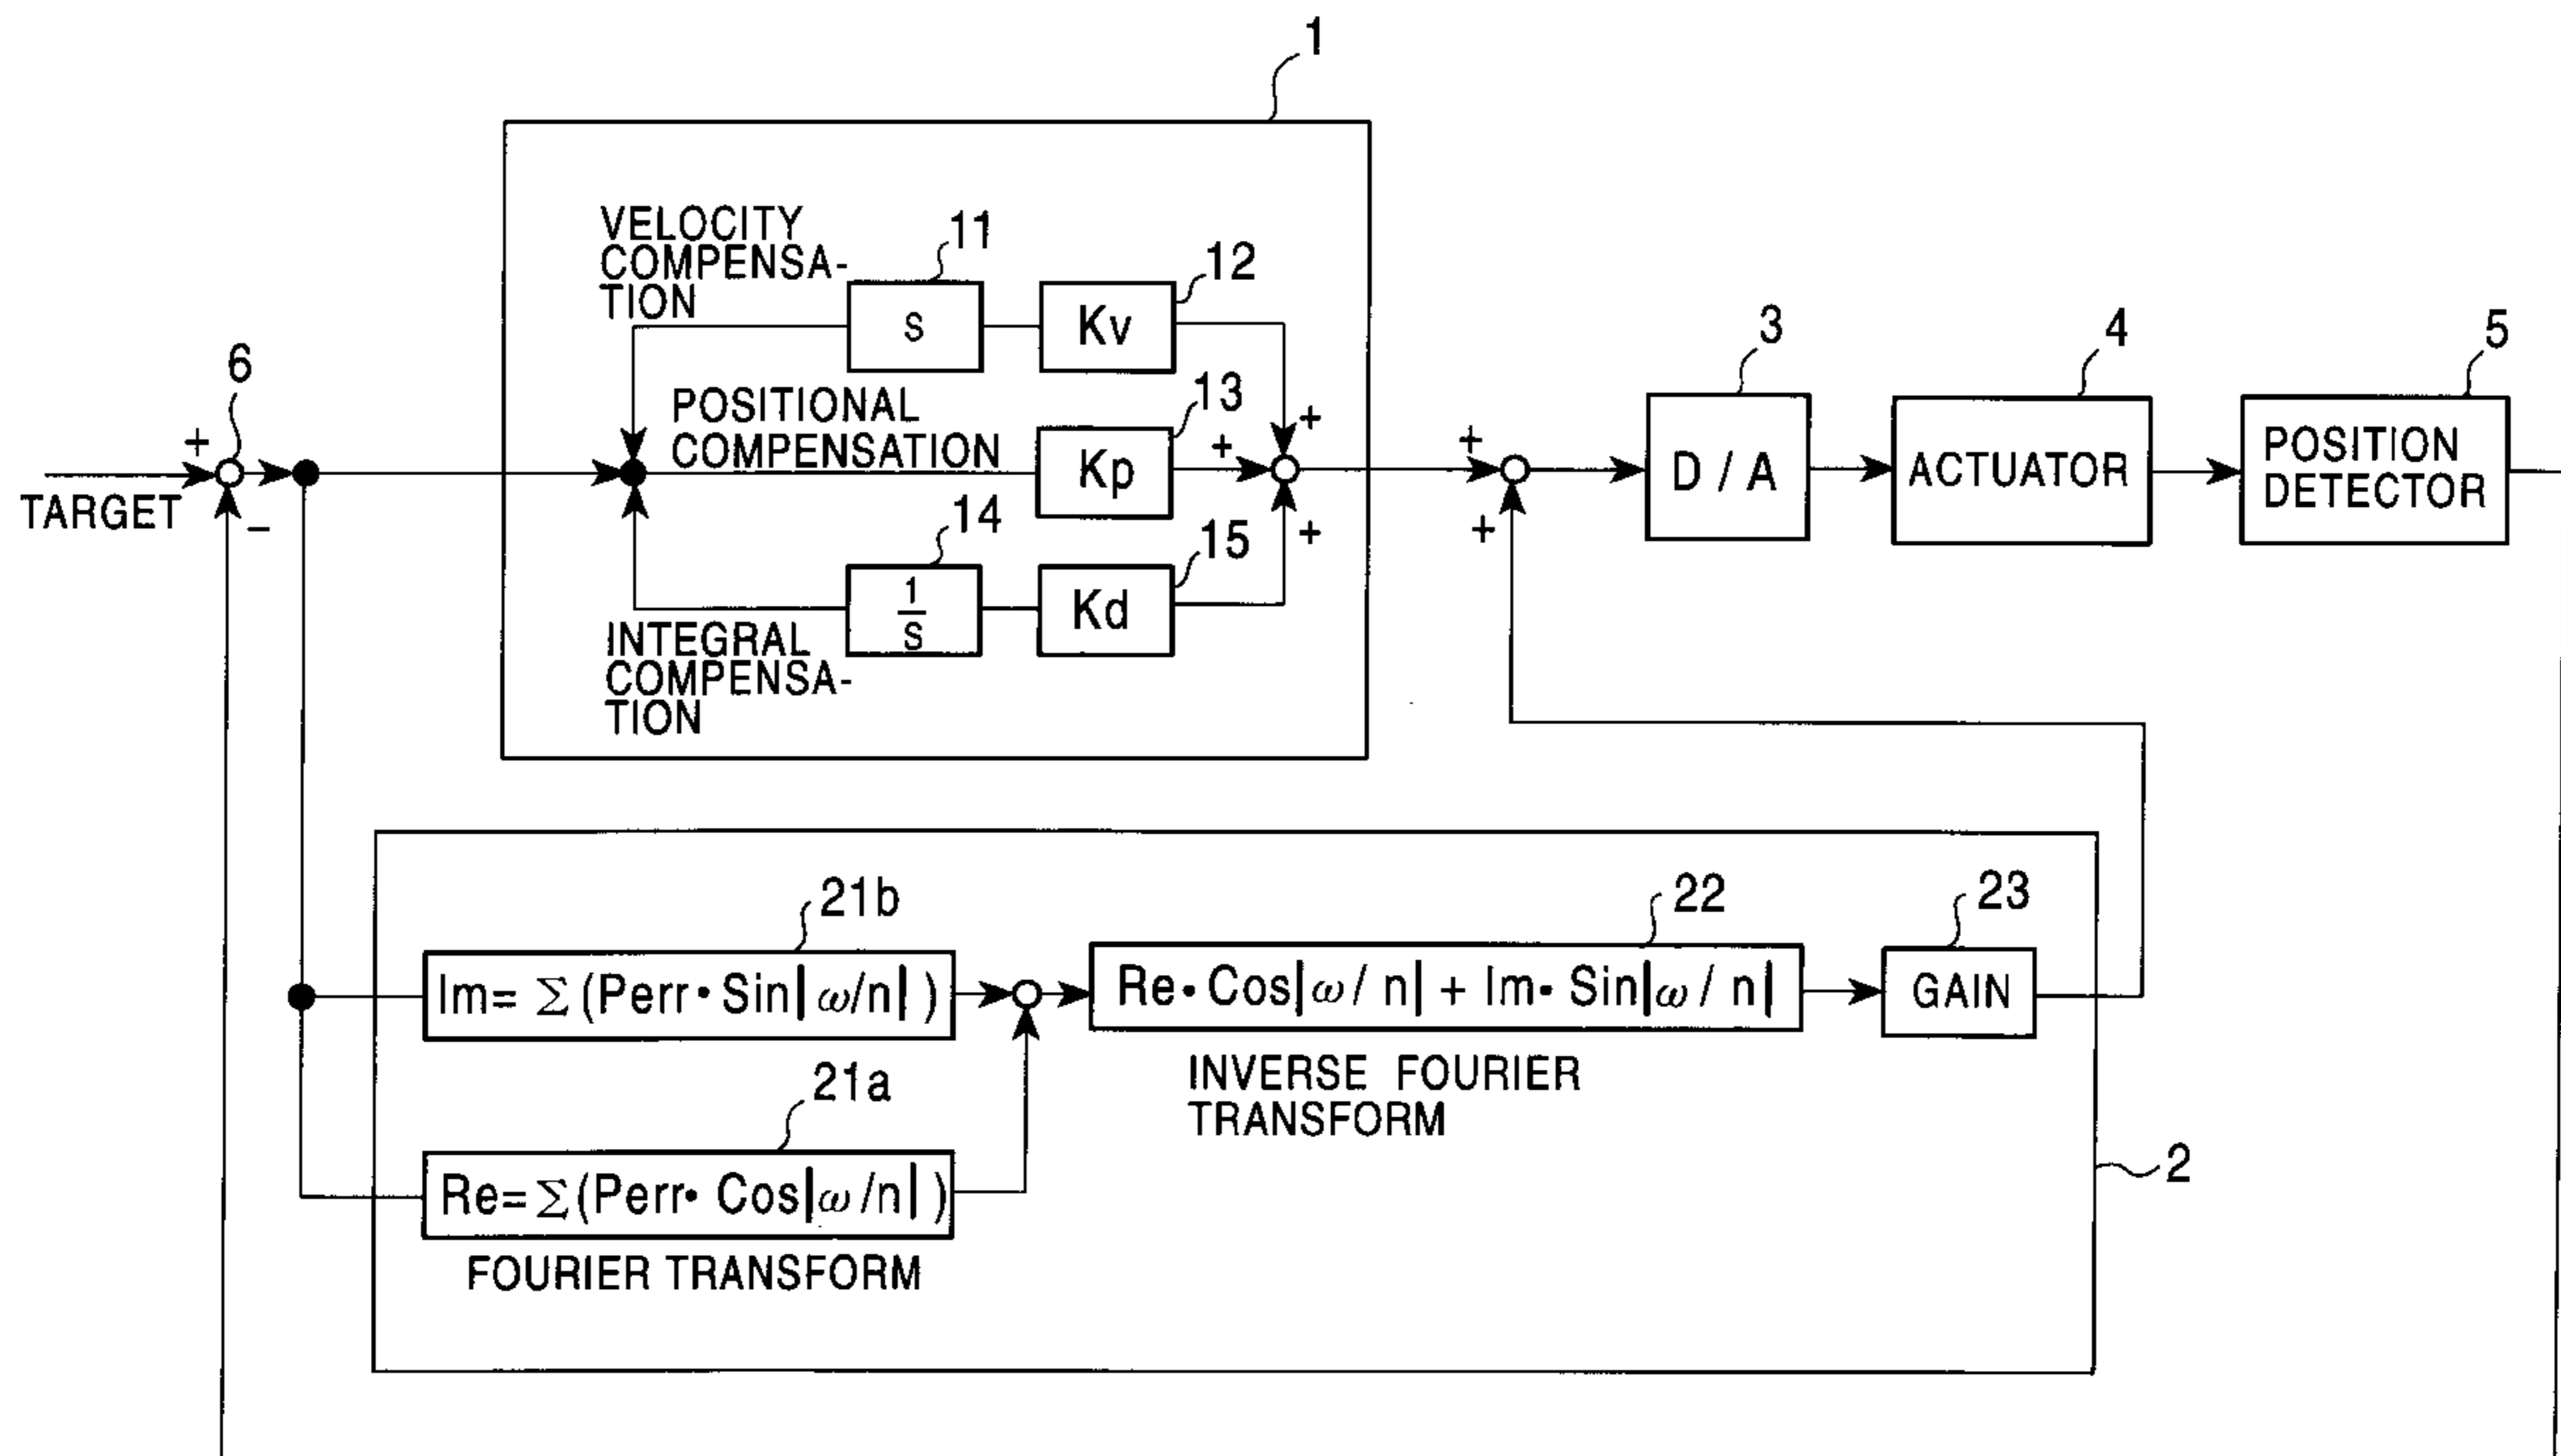 1
VELOCITY
COMPENSA-
TION
11
S
12
Kv
POSITIONAL
COMPENSATION
13
Kp
14
1
S
15
Kd
INTEGRAL
COMPENSA-
TION
+
+
+
6
+
TARGET
−
+
+
3
D / A
4
ACTUATOR
5
POSITION
DETECTOR
21b
Im= Σ (Perr• Sin| ω/n| )
21a
Re= Σ(Perr• Cos|ω /n| )
FOURIER TRANSFORM
22
Re• Cos|ω / n| + Im• Sin|ω / n|
INVERSE FOURIER
TRANSFORM
23
GAIN
2